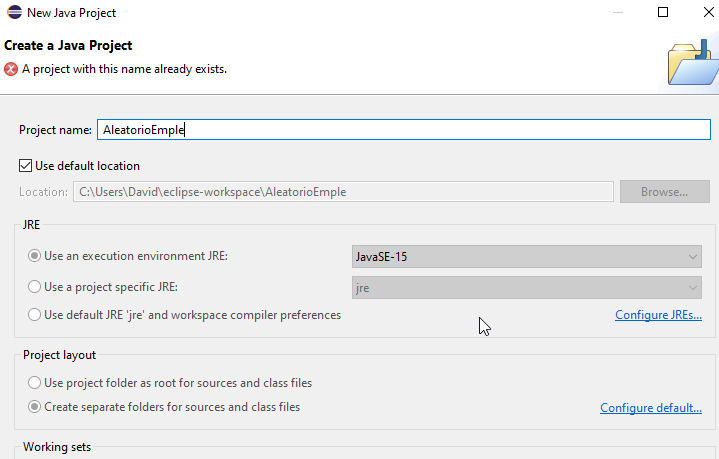 New Java Project
Create a Java Project
A project with this name already exists.
Project name: AleatorioEmple
Use default location
Location: C:\Users\David\eclipse-workspace\AleatorioEmple Browse...
JRE
Use an execution environment JRE: JavaSE-15
Use a project specific JRE: jre
Use default JRE 'jre' and workspace compiler preferences Configure JREs...
Project layout
Use project folder as root for sources and class files
Create separate folders for sources and class files Configure default...
Working sets